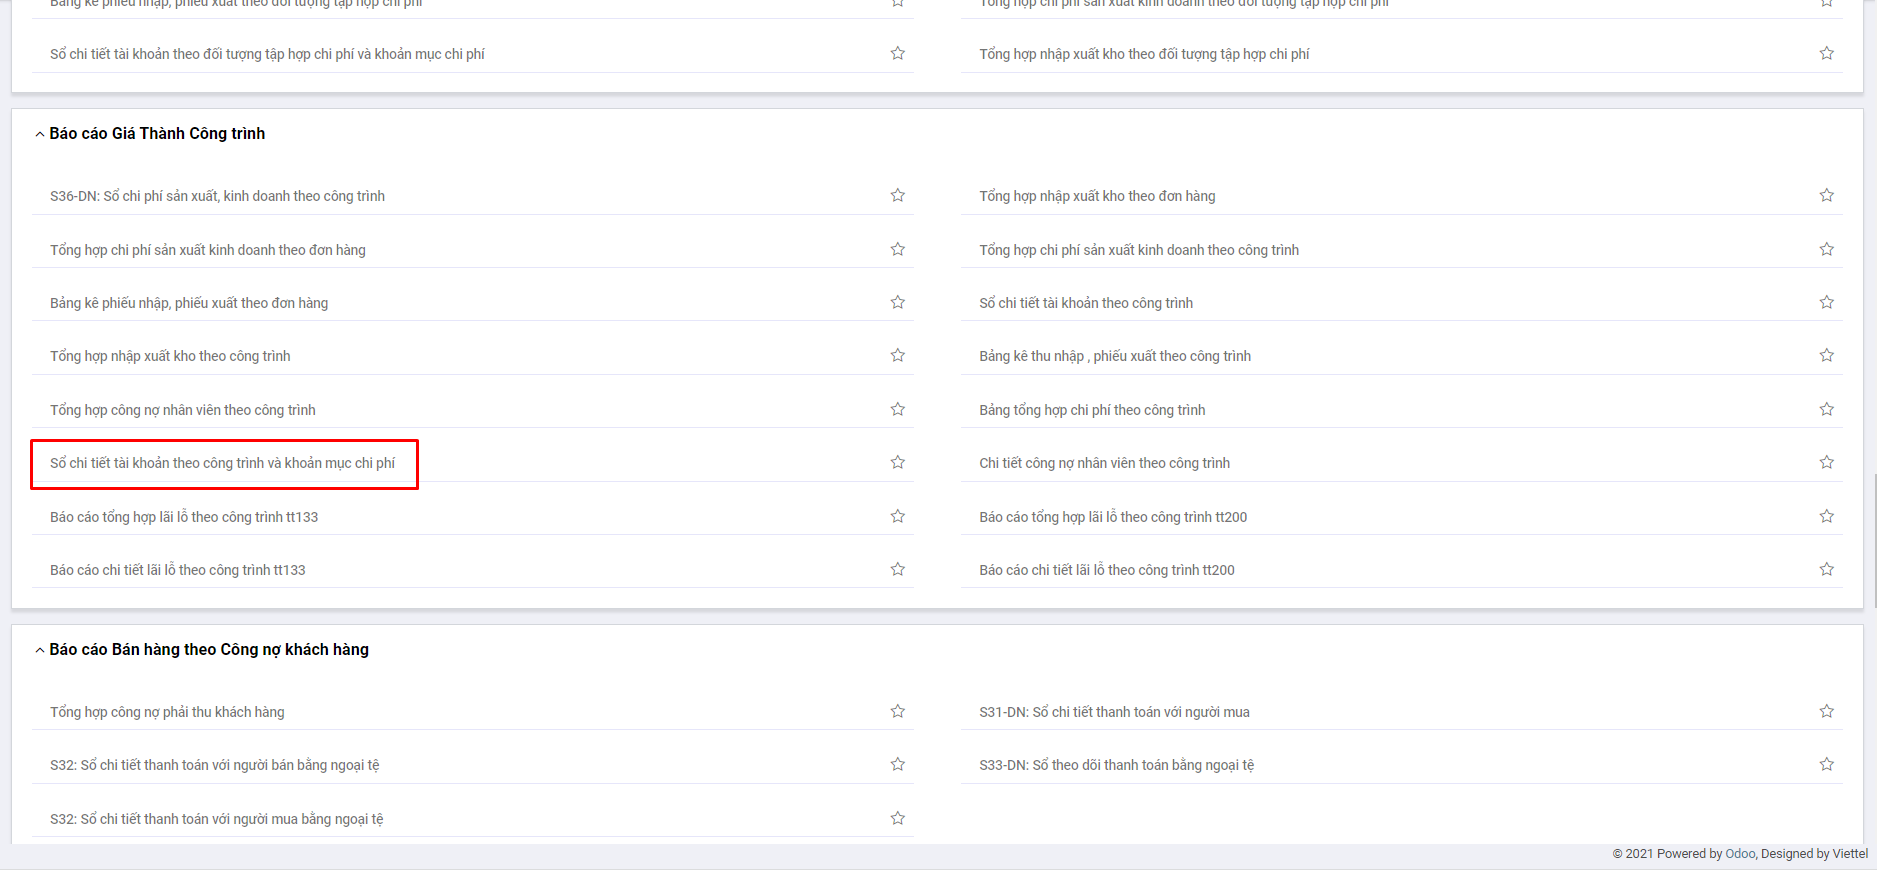 Bảng kê phiếu nhập, phiếu xuất theo đối tượng tập hợp chi phí
Tổng hợp chi phí sản xuất kinh doanh theo đối tượng tập hợp chi phí
Sổ chi tiết tài khoản theo đối tượng tập hợp chi phí và khoản mục chi phí
Tổng hợp nhập xuất kho theo đối tượng tập hợp chi phí
Báo cáo Giá Thành Công trình
S36-DN: Sổ chi phí sản xuất, kinh doanh theo công trình
Tổng hợp nhập xuất kho theo đơn hàng
Tổng hợp chi phí sản xuất kinh doanh theo đơn hàng
Tổng hợp chi phí sản xuất kinh doanh theo công trình
Bảng kê phiếu nhập, phiếu xuất theo đơn hàng
Sổ chi tiết tài khoản theo công trình
Tổng hợp nhập xuất kho theo công trình
Bảng kê thu nhập , phiếu xuất theo công trình
Tổng hợp công nợ nhân viên theo công trình
Bảng tổng hợp chi phí theo công trình
Sổ chi tiết tài khoản theo công trình và khoản mục chi phí
Chi tiết công nợ nhân viên theo công trình
Báo cáo tổng hợp lãi lỗ theo công trình tt133
Báo cáo tổng hợp lãi lỗ theo công trình tt200
Báo cáo chi tiết lãi lỗ theo công trình tt133
Báo cáo chi tiết lãi lỗ theo công trình tt200
Báo cáo Bán hàng theo Công nợ khách hàng
Tổng hợp công nợ phải thu khách hàng
S31-DN: Sổ chi tiết thanh toán với người mua
S32: Sổ chi tiết thanh toán với người bán bằng ngoại tệ
S33-DN: Sổ theo dõi thanh toán bằng ngoại tệ
S32: Sổ chi tiết thanh toán với người mua bằng ngoại tệ
© 2021 Powered by Odoo, Designed by Viettel